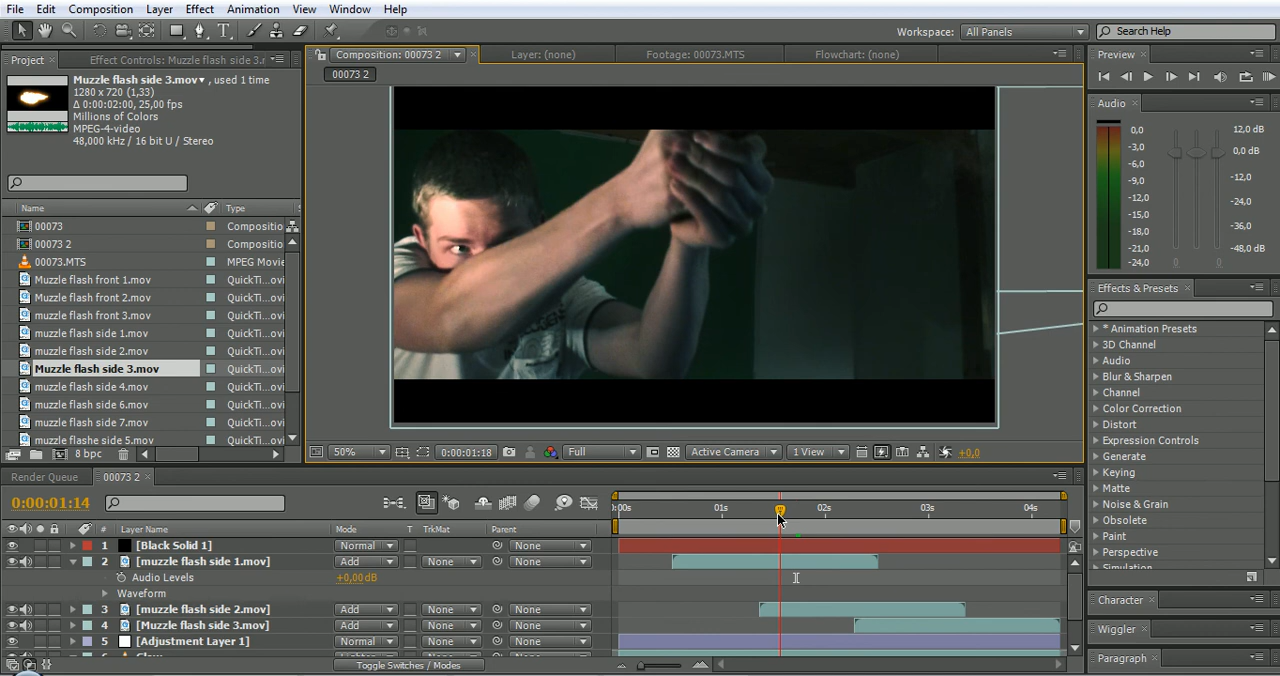 File Edit Composition Layer Effect Animation View Window Help
Workspace: All Panels Search Help
Project Effect Controls: Muzzle flash side 3.r
Composition: 00073 2 Layer: (none) Footage: 00073.MTS Flowchart: (none)
Preview
00073 2
Muzzle flash side 3.mov , used 1 time
1280 x 720 (1,33)
Δ 0:00:02:00, 25,00 fps
Millions of Colors
MPEG-4-video
48,000 kHz / 16 bit U / Stereo
Audio
0,0
-3,0
-6,0
-9,0
-12,0
-15,0
-18,0
-21,0
-24,0
12,0 dB
0,0 dB
-12,0
-24,0
-36,0
-48,0 dB
0 0
Name Type
00073 Compositio
00073 2 Compositio
00073.MTS MPEG Movie
Muzzle flash front 1.mov QuickTi...ovi
Muzzle flash front 2.mov QuickTi...ovi
Muzzle flash front 3.mov QuickTi...ovi
muzzle flash side 1.mov QuickTi...ovi
muzzle flash side 2.mov QuickTi...ovi
Muzzle flash side 3.mov QuickTi...ovi
muzzle flash side 4.mov QuickTi...ovi
muzzle flash side 6.mov QuickTi...ovi
muzzle flash side 7.mov QuickTi...ovi
muzzle flashe side 5.mov QuickTi...ovi
8 bpc
Effects & Presets
* Animation Presets
3D Channel
Audio
Blur & Sharpen
Channel
Color Correction
Distort
Expression Controls
Generate
Keying
Matte
Noise & Grain
Obsolete
Paint
Perspective
Simulation
Character
Wiggler
Paragraph
50% 0:00:01:18 Full Active Camera 1 View +0,0
Render Queue 00073 2
0:00:01:14
:00s 01s 02s 03s 04s
# Layer Name Mode T TrkMat Parent
1 [Black Solid 1] Normal None
2 [muzzle flash side 1.mov] Add None None
Audio Levels +0,00dB
Waveform
3 [muzzle flash side 2.mov] Add None None
4 [Muzzle flash side 3.mov] Add None None
5 [Adjustment Layer 1] Normal None None
Toggle Switches / Modes